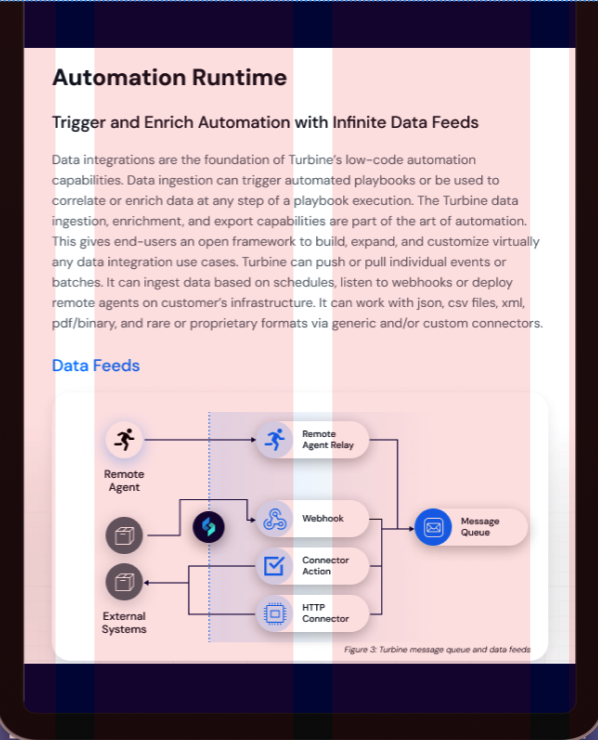 Automation Runtime
Trigger and Enrich Automation with Infinite Data Feeds
Data integrations are the foundation of Turbine's low-code automation
capabilities. Data ingestion can trigger automated playbooks or be used to
correlate or enrich data at any step of a playbook execution. The Turbine data
ingestion, enrichment, and export capabilities are part of the art of automation.
This gives end-users an open framework to build, expand, and customize virtually
any data integration use cases. Turbine can push or pull individual events or
batches. It can ingest data based on schedules, listen to webhooks or deploy
remote agents on customer's infrastructure. It can work with json, csv files, xml,
pdf/binary, and rare or proprietary formats via generic and/or custom connectors.
Data Feeds
Remote
Agent
Remote
Agent Relay
Webhook
Message
Queue
Connector
Action
HTTP
Connector
External
Systems
Figure 3: Turbine message queue and data feeds